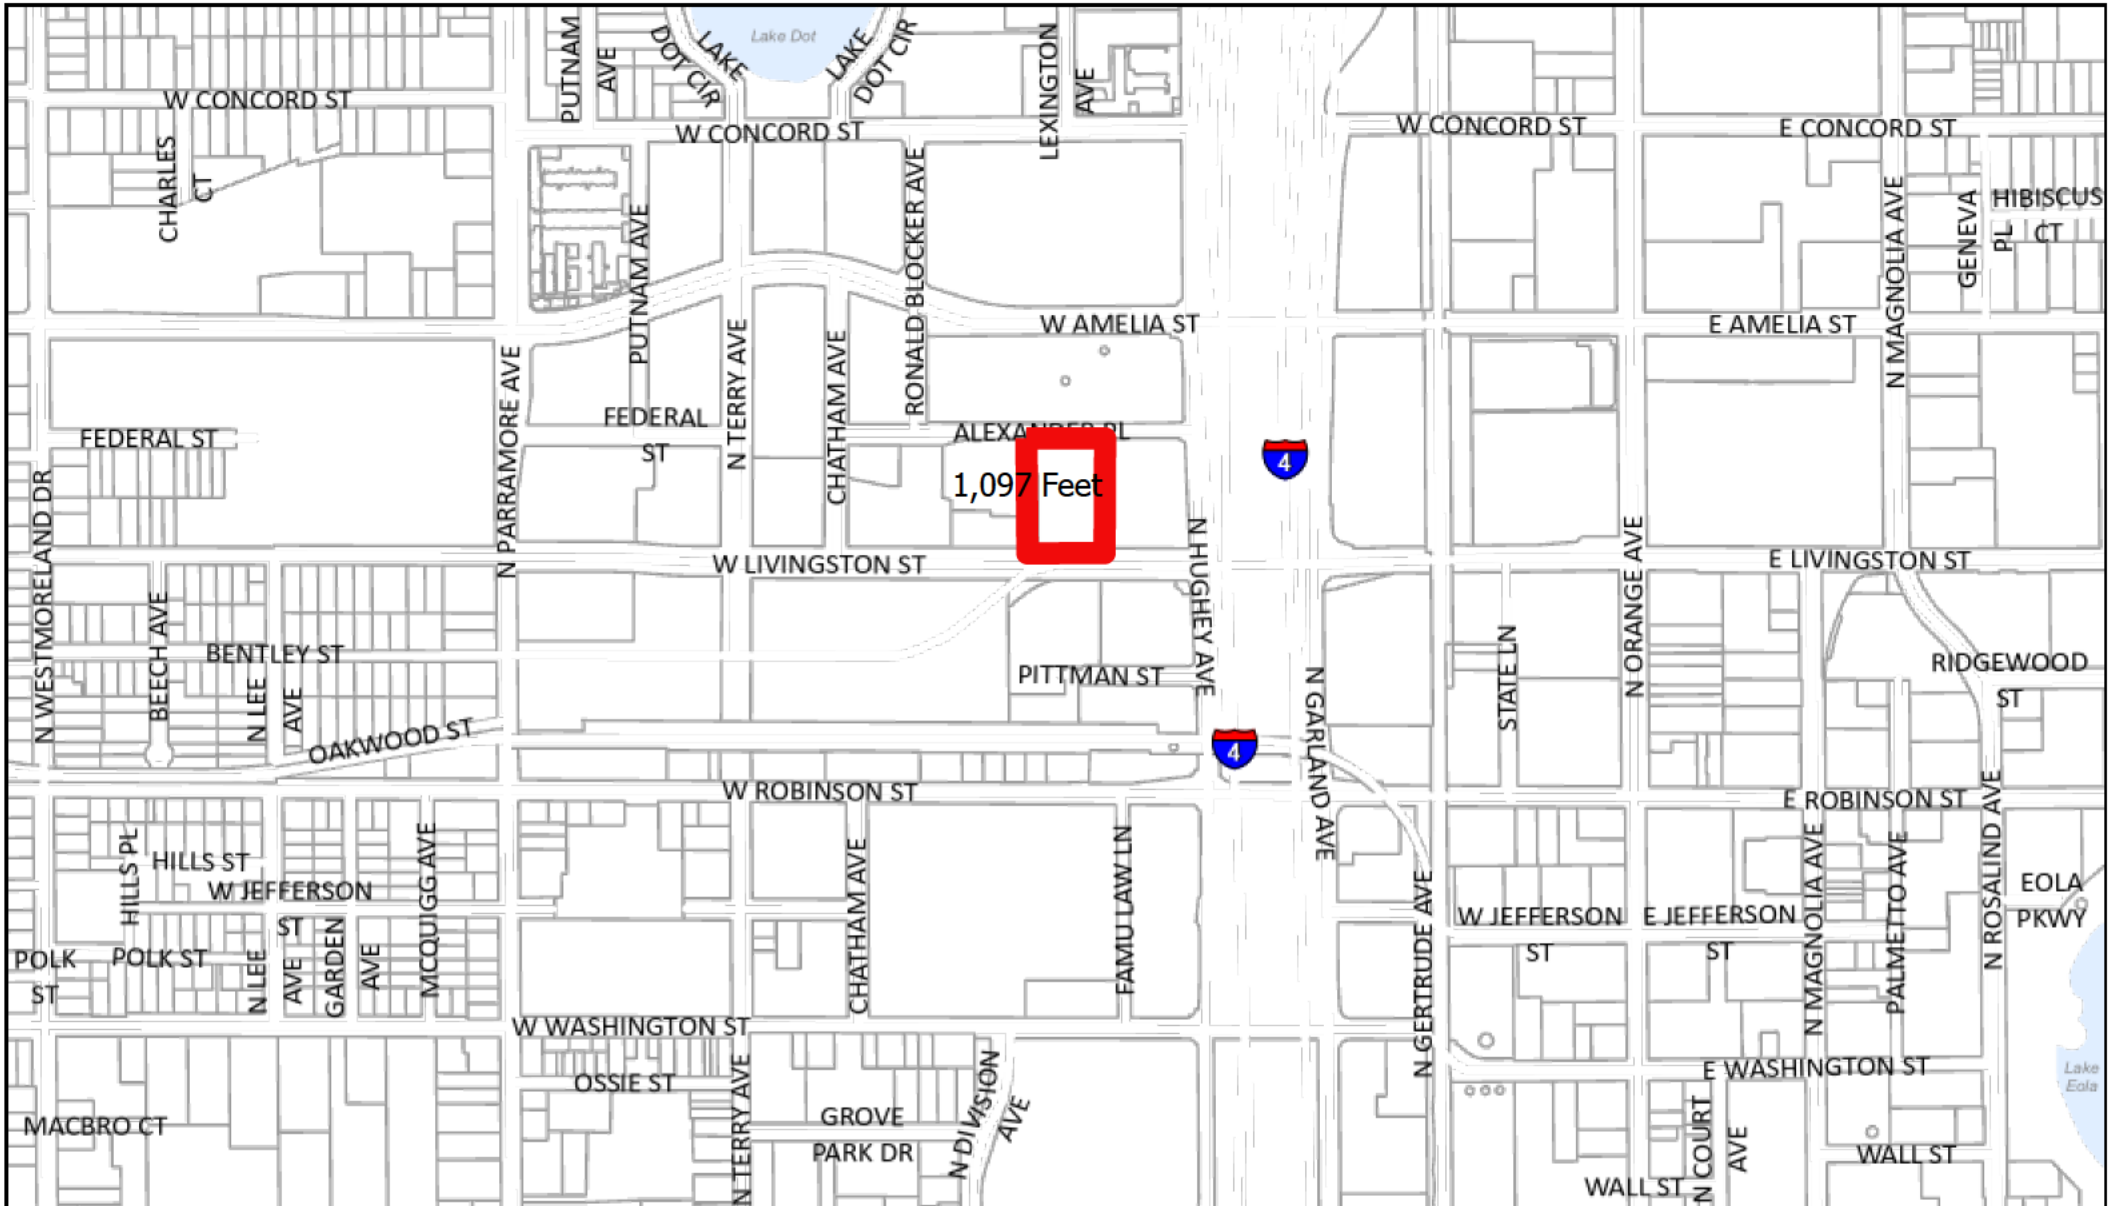 Lake Dot
PUTNAM
AVE
LAKE
DOT CIR
LAKE
DOT CIR
LEXINGTON
AVE
W CONCORD ST
W CONCORD ST
W CONCORD ST
E CONCORD ST
CHARLES
CT
RONALD BLOCKER AVE
N MAGNOLIA AVE
GENEVA
PL
HIBISCUS
CT
PUTNAM AVE
W AMELIA ST
E AMELIA ST
N PARRAMORE AVE
N TERRY AVE
CHATHAM AVE
FEDERAL ST
FEDERAL
ST
ALEXANDER PL
4
1,097 Feet
N WESTMORELAND DR
N HUGHEY AVE
N ORANGE AVE
W LIVINGSTON ST
E LIVINGSTON ST
BEECH AVE
BENTLEY ST
N LEE
AVE
PITTMAN ST
STATE LN
RIDGEWOOD
ST
N GARLAND AVE
OAKWOOD ST
4
W ROBINSON ST
E ROBINSON ST
HILLS PL
HILLS ST
MCQUIGG AVE
CHATHAM AVE
FAMU LAW LN
N GERTRUDE AVE
N MAGNOLIA AVE
PALMETTO AVE
N ROSALIND AVE
EOLA
PKWY
W JEFFERSON
ST
W JEFFERSON
ST
E JEFFERSON
ST
POLK
ST
POLK ST
N LEE
AVE
GARDEN
AVE
W WASHINGTON ST
E WASHINGTON ST
Lake
Eola
OSSIE ST
N TERRY AVE
GROVE
PARK DR
N DIVISION
AVE
MACBRO CT
N COURT
AVE
WALL ST
WALL ST